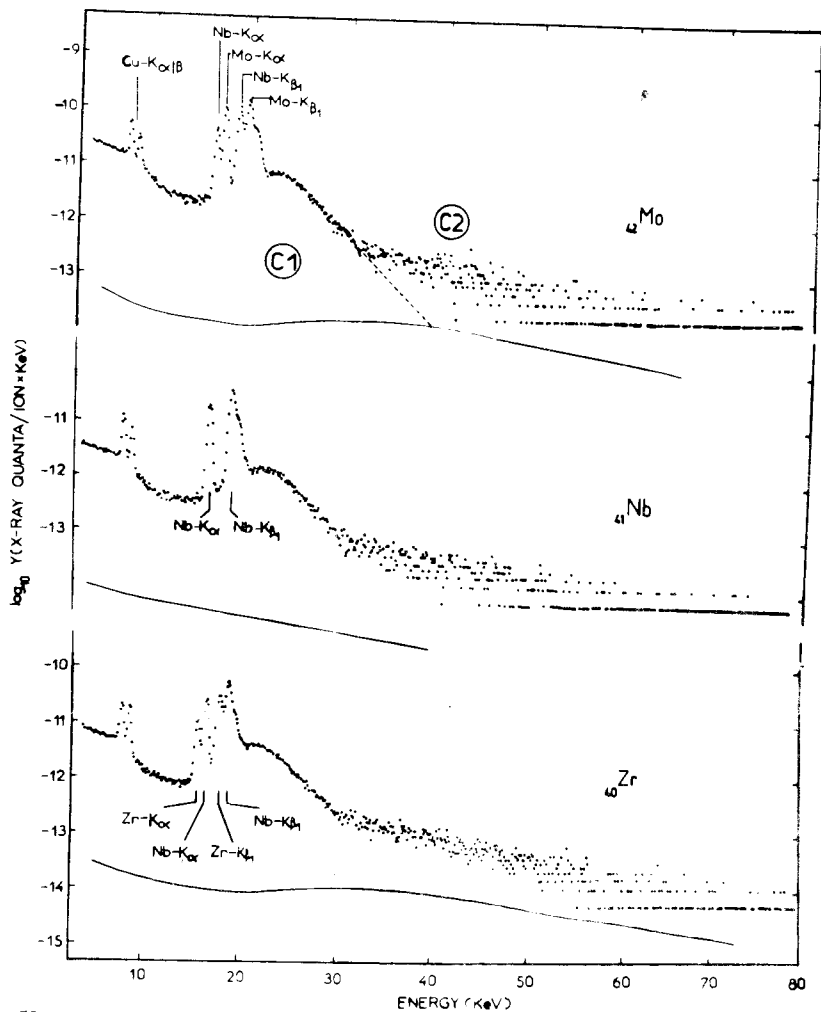 Nb-Kα
Cu-Kα|β
Mo-Kα
Nb-Kβ1
Mo-Kβ1
-9
-10
-11
-12
-13
C1
C2
42Mo
log10 Y(X-RAY QUANTA/ION×KeV)
-11
-12
-13
Nb-Kα
Nb-Kβ1
41Nb
-10
-11
-12
-13
-14
-15
Zr-Kα
Nb-Kβ1
Nb-Kα
Zr-Kβ1
40Zr
10 20 30 40 50 60 70 80
ENERGY (KeV)